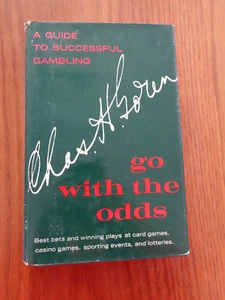 A GUIDE
TO SUCCESSFUL
GAMBLING
Chas. H. Goren
go
with the
odds
Best bets and winning plays at card games,
casino games, sporting events, and lotteries.